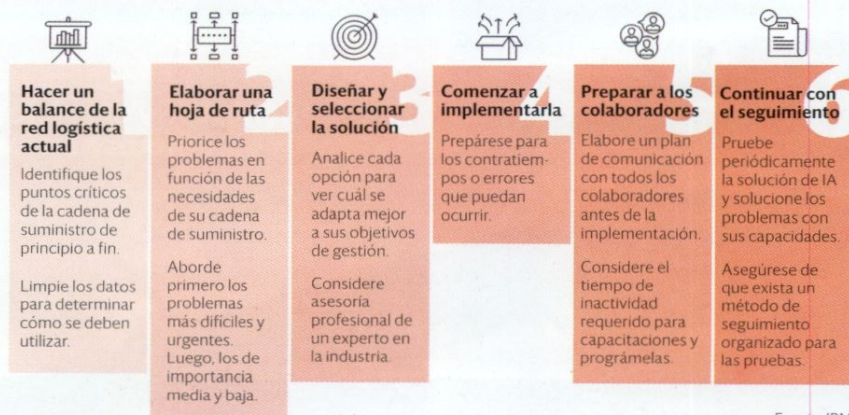 1
Hacer un
balance de la
red logística
actual
Identifique los
puntos críticos
de la cadena de
suministro de
principio a fin.
Limpie los datos
para determinar
cómo se deben
utilizar.
2
Elaborar una
hoja de ruta
Priorice los
problemas en
función de las
necesidades
de su cadena
de suministro.
Aborde
primero los
problemas
más difíciles y
urgentes.
Luego, los de
importancia
media y baja.
3
Diseñar y
seleccionar
la solución
Analice cada
opción para
ver cuál se
adapta mejor
a sus objetivos
de gestión.
Considere
asesoría
profesional de
un experto en
la industria.
4
Comenzar a
implementarla
Prepárese para
los contratiem-
pos o errores
que puedan
ocurrir.
5
Preparar a los
colaboradores
Elabore un plan
de comunicación
con todos los
colaboradores
antes de la
implementación.
Considere el
tiempo de
inactividad
requerido para
capacitaciones y
prográmelas.
6
Continuar con
el seguimiento
Pruebe
periódicamente
la solución de IA
y solucione los
problemas con
sus capacidades.
Asegúrese de
que exista un
método de
seguimiento
organizado para
las pruebas.